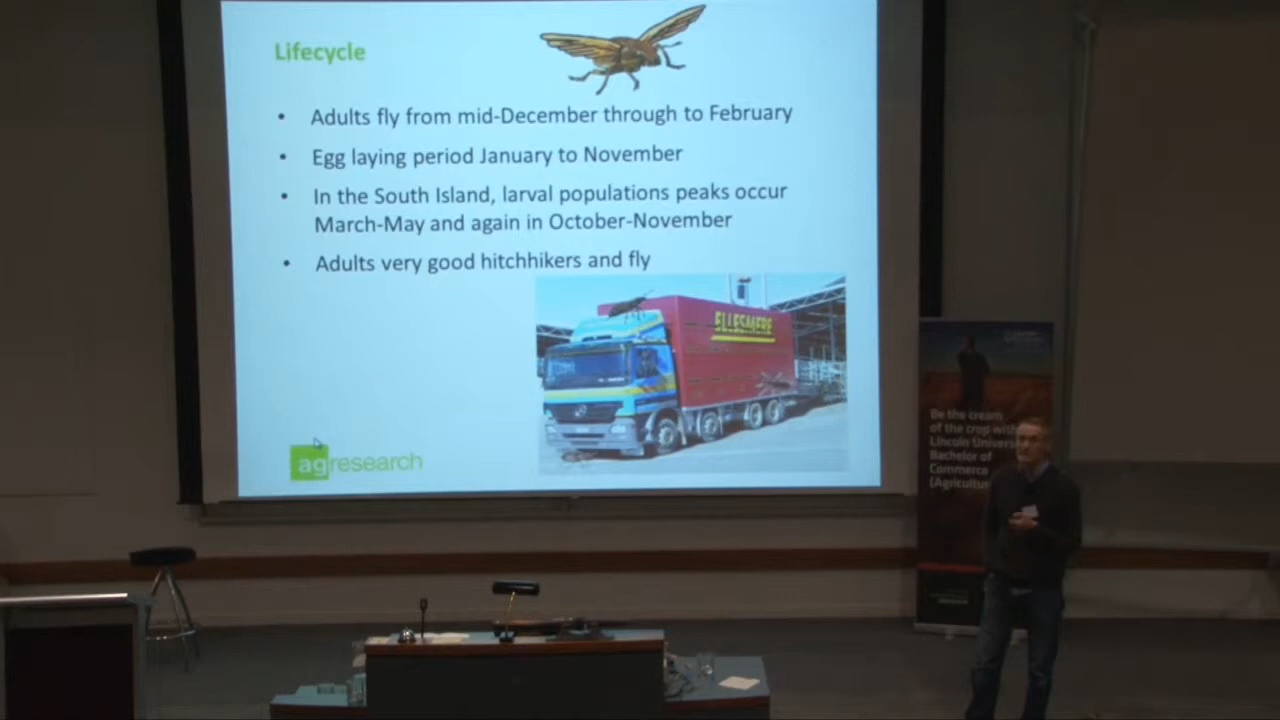 Lifecycle
• Adults fly from mid-December through to February
• Egg laying period January to November
• In the South Island, larval populations peaks occur
March-May and again in October-November
• Adults very good hitchhikers and fly
ELLESMERE
agresearch
Be the cream
of the crop with
Lincoln Univers
Bachelor of
Commerce
(Agricultur